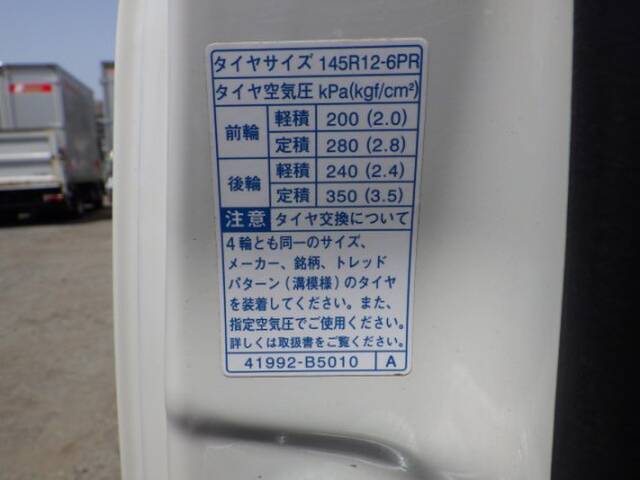 タイヤサイズ 145R12-6PR
タイヤ空気圧 kPa(kgf/cm²)
前輪 軽積 200 (2.0)
定積 280 (2.8)
後輪 軽積 240 (2.4)
定積 350 (3.5)
注意 タイヤ交換について
4輪とも同一のサイズ、
メーカー、銘柄、トレッド
パターン(溝模様)のタイヤ
を装着してください。また、
指定空気圧でご使用ください。
詳しくは取扱書をご覧ください。
41992-B5010 A